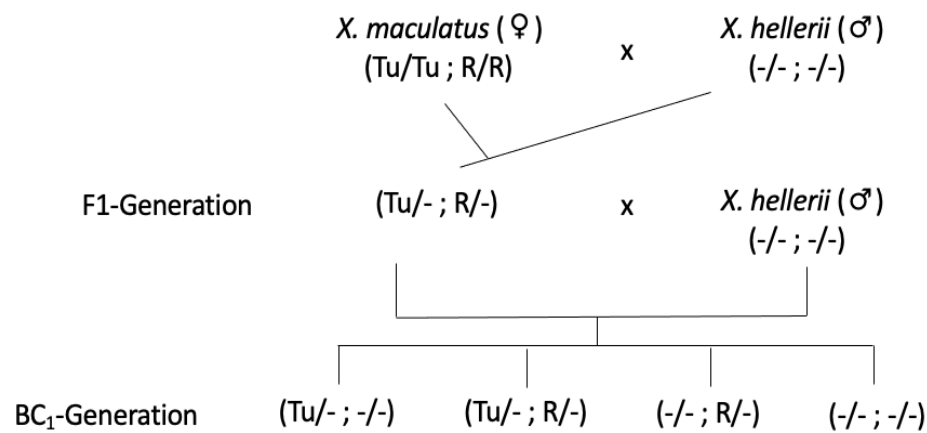 X. maculatus (♀) x X. hellerii (♂)
(Tu/Tu ; R/R) (-/- ; -/-)
F1-Generation (Tu/- ; R/-) x X. hellerii (♂)
(-/- ; -/-)
BC₁-Generation (Tu/- ; -/-) (Tu/- ; R/-) (-/- ; R/-) (-/- ; -/-)